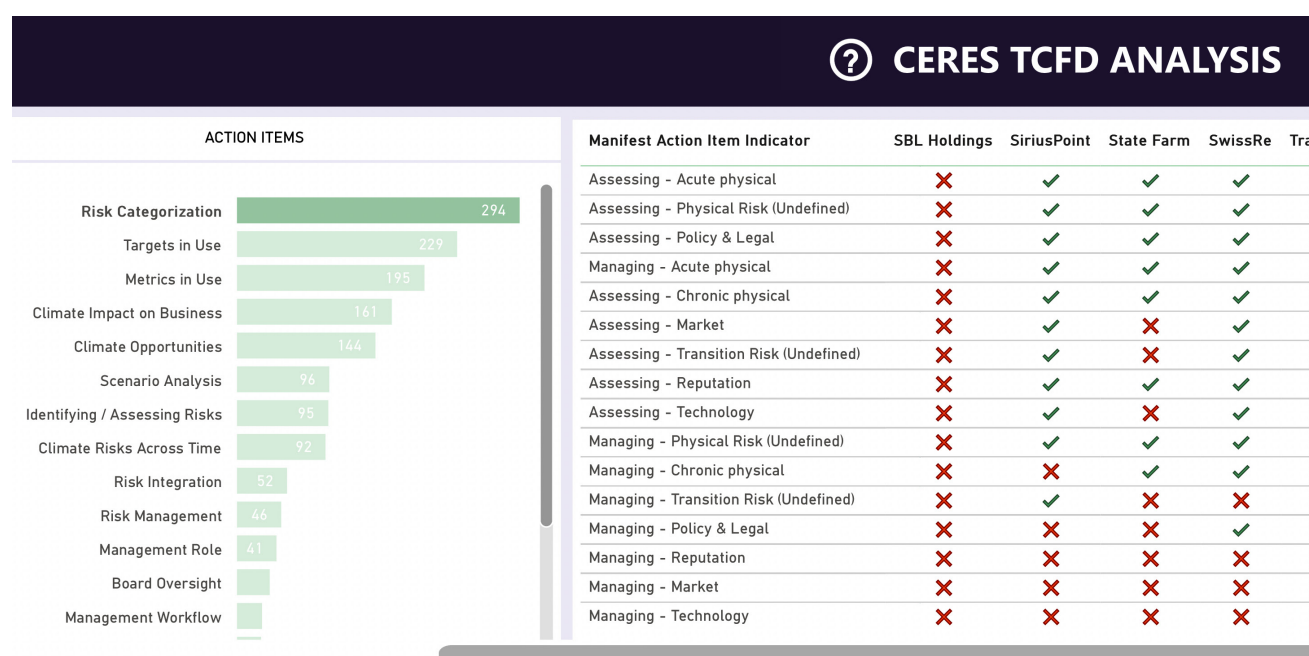 ? CERES TCFD ANALYSIS
ACTION ITEMS
Risk Categorization 294
Targets in Use 229
Metrics in Use 195
Climate Impact on Business 161
Climate Opportunities 144
Scenario Analysis 96
Identifying / Assessing Risks 95
Climate Risks Across Time 92
Risk Integration 52
Risk Management 46
Management Role 41
Board Oversight
Management Workflow
Manifest Action Item Indicator SBL Holdings SiriusPoint State Farm SwissRe Tra
Assessing - Acute physical
Assessing - Physical Risk (Undefined)
Assessing - Policy & Legal
Managing - Acute physical
Assessing - Chronic physical
Assessing - Market
Assessing - Transition Risk (Undefined)
Assessing - Reputation
Assessing - Technology
Managing - Physical Risk (Undefined)
Managing - Chronic physical
Managing - Transition Risk (Undefined)
Managing - Policy & Legal
Managing - Reputation
Managing - Market
Managing - Technology